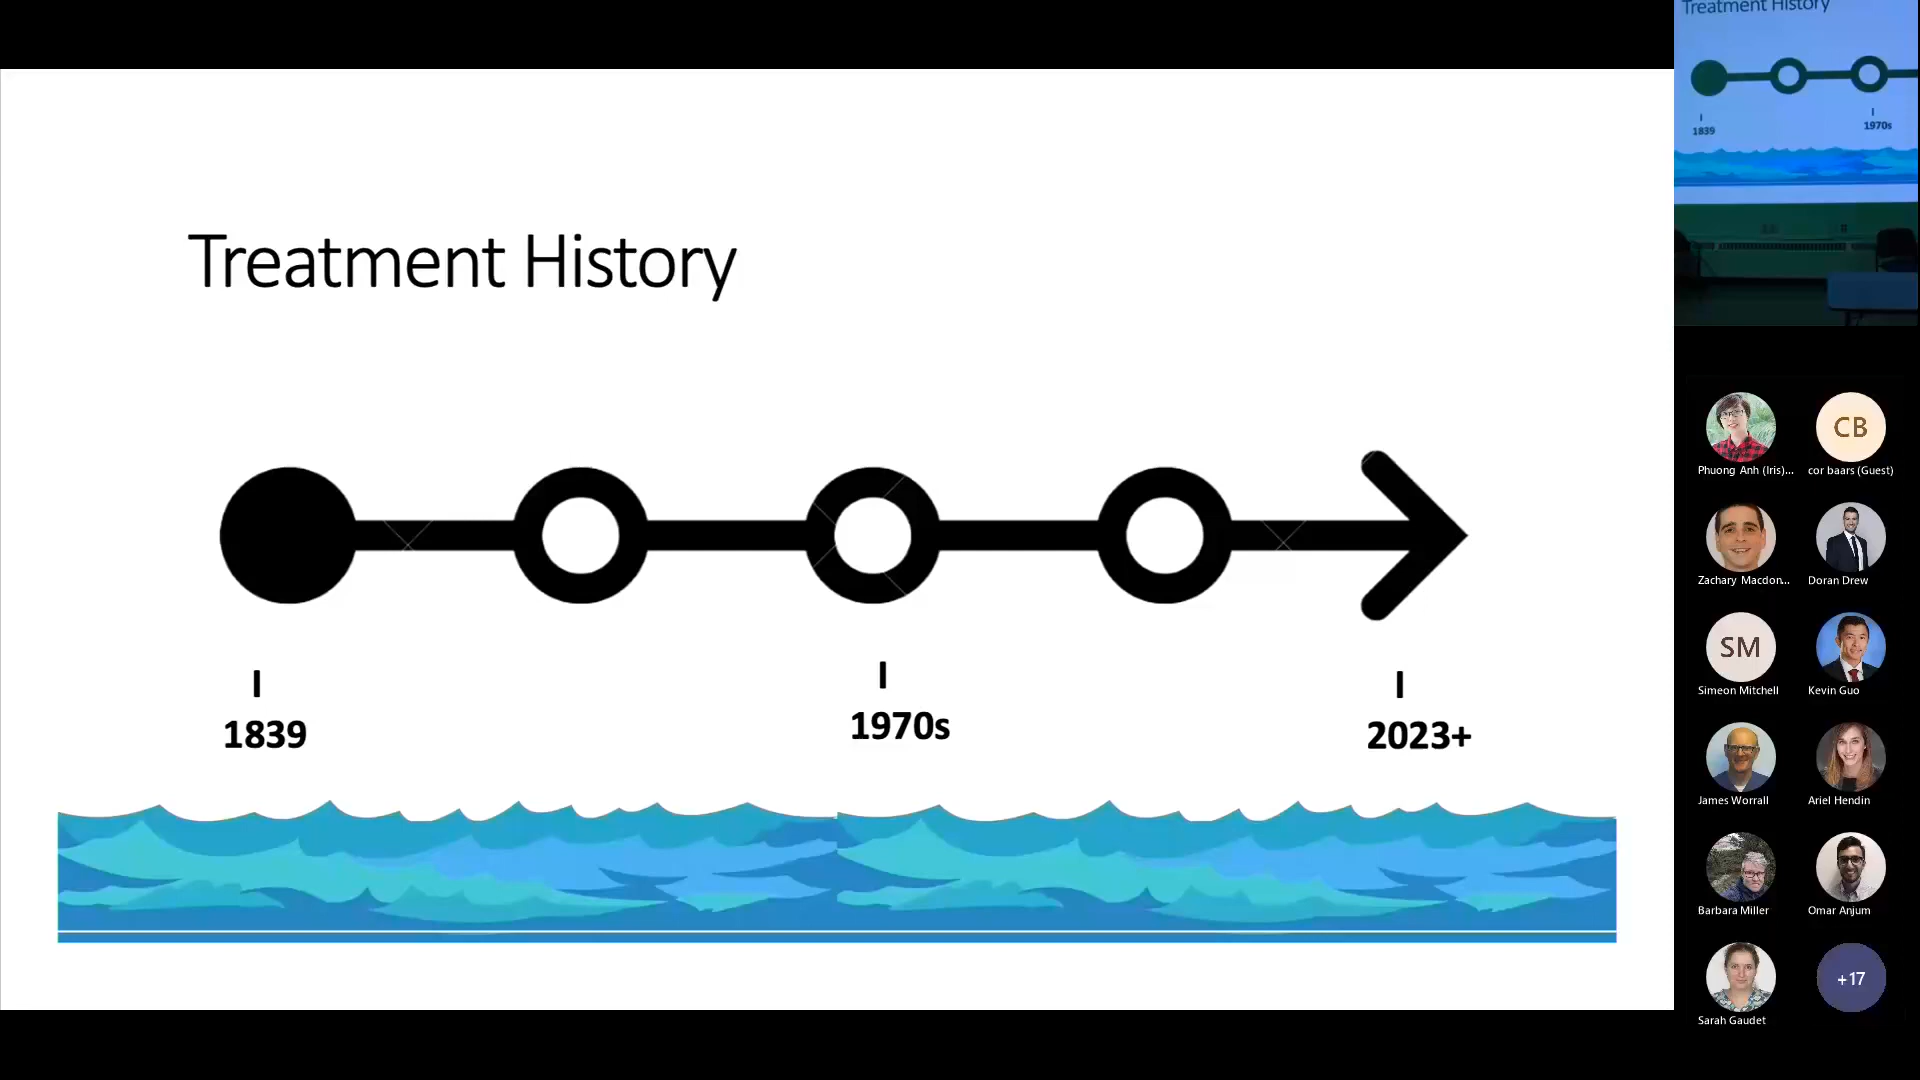 Treatment History
1839
1970s
2023+
Treatment History
1839
1970s
Phuong Anh (Iris)...
CB
cor baars (Guest)
Zachary Macdon...
Doran Drew
SM
Simeon Mitchell
Kevin Guo
James Worrall
Ariel Hendin
Barbara Miller
Omar Anjum
Sarah Gaudet
+17